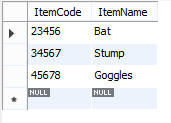 ItemCode ItemName
23456 Bat
34567 Stump
45678 Goggles
NULL NULL